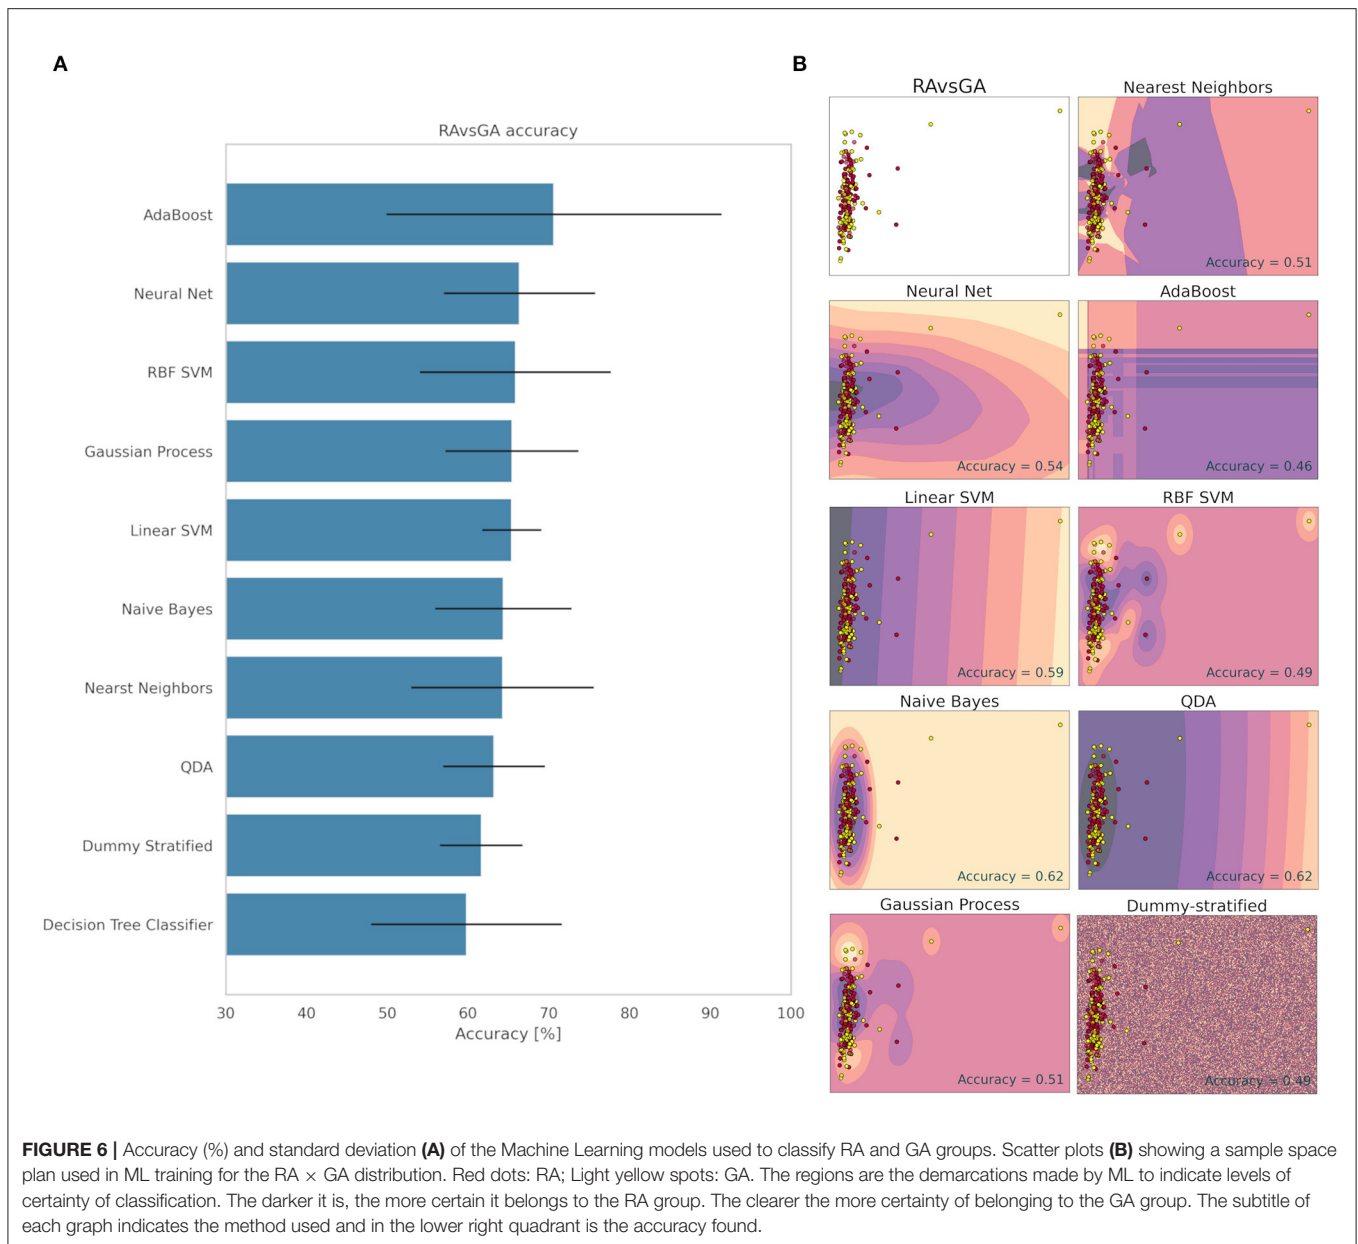 A
RAvsGA accuracy
AdaBoost
Neural Net
RBF SVM
Gaussian Process
Linear SVM
Naive Bayes
Nearst Neighbors
QDA
Dummy Stratified
Decision Tree Classifier
30 40 50 60 70 80 90 100
Accuracy [%]
B
RAvsGA
Nearest Neighbors
Accuracy = 0.51
Neural Net
Accuracy = 0.54
AdaBoost
Accuracy = 0.46
Linear SVM
Accuracy = 0.59
RBF SVM
Accuracy = 0.49
Naive Bayes
Accuracy = 0.62
QDA
Accuracy = 0.62
Gaussian Process
Accuracy = 0.51
Dummy-stratified
Accuracy = 0.49
FIGURE 6 | Accuracy (%) and standard deviation (A) of the Machine Learning models used to classify RA and GA groups. Scatter plots (B) showing a sample space
plan used in ML training for the RA × GA distribution. Red dots: RA; Light yellow spots: GA. The regions are the demarcations made by ML to indicate levels of
certainty of classification. The darker it is, the more certain it belongs to the RA group. The clearer the more certainty of belonging to the GA group. The subtitle of
each graph indicates the method used and in the lower right quadrant is the accuracy found.